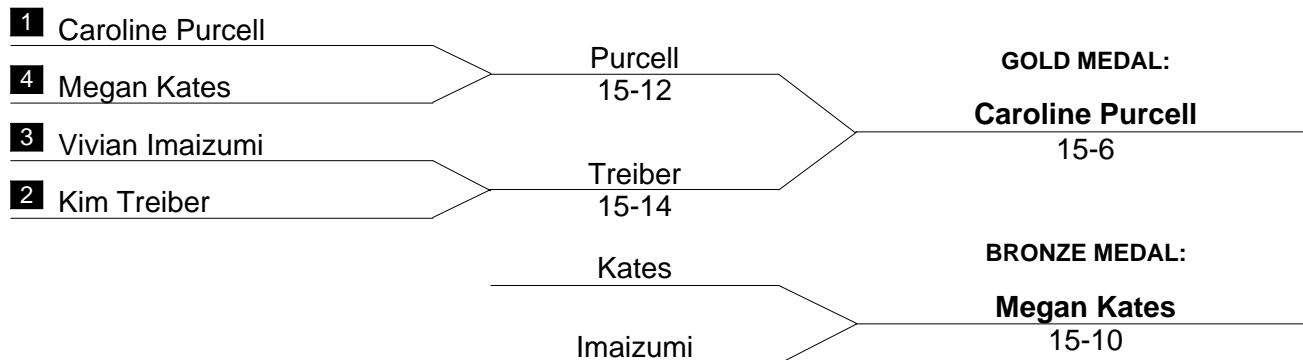 1 Caroline Purcell
4 Megan Kates
3 Vivian Imaizumi
2 Kim Treiber
Purcell
15-12
Treiber
15-14
GOLD MEDAL:
Caroline Purcell
15-6
Kates
Imaizumi
BRONZE MEDAL:
Megan Kates
15-10